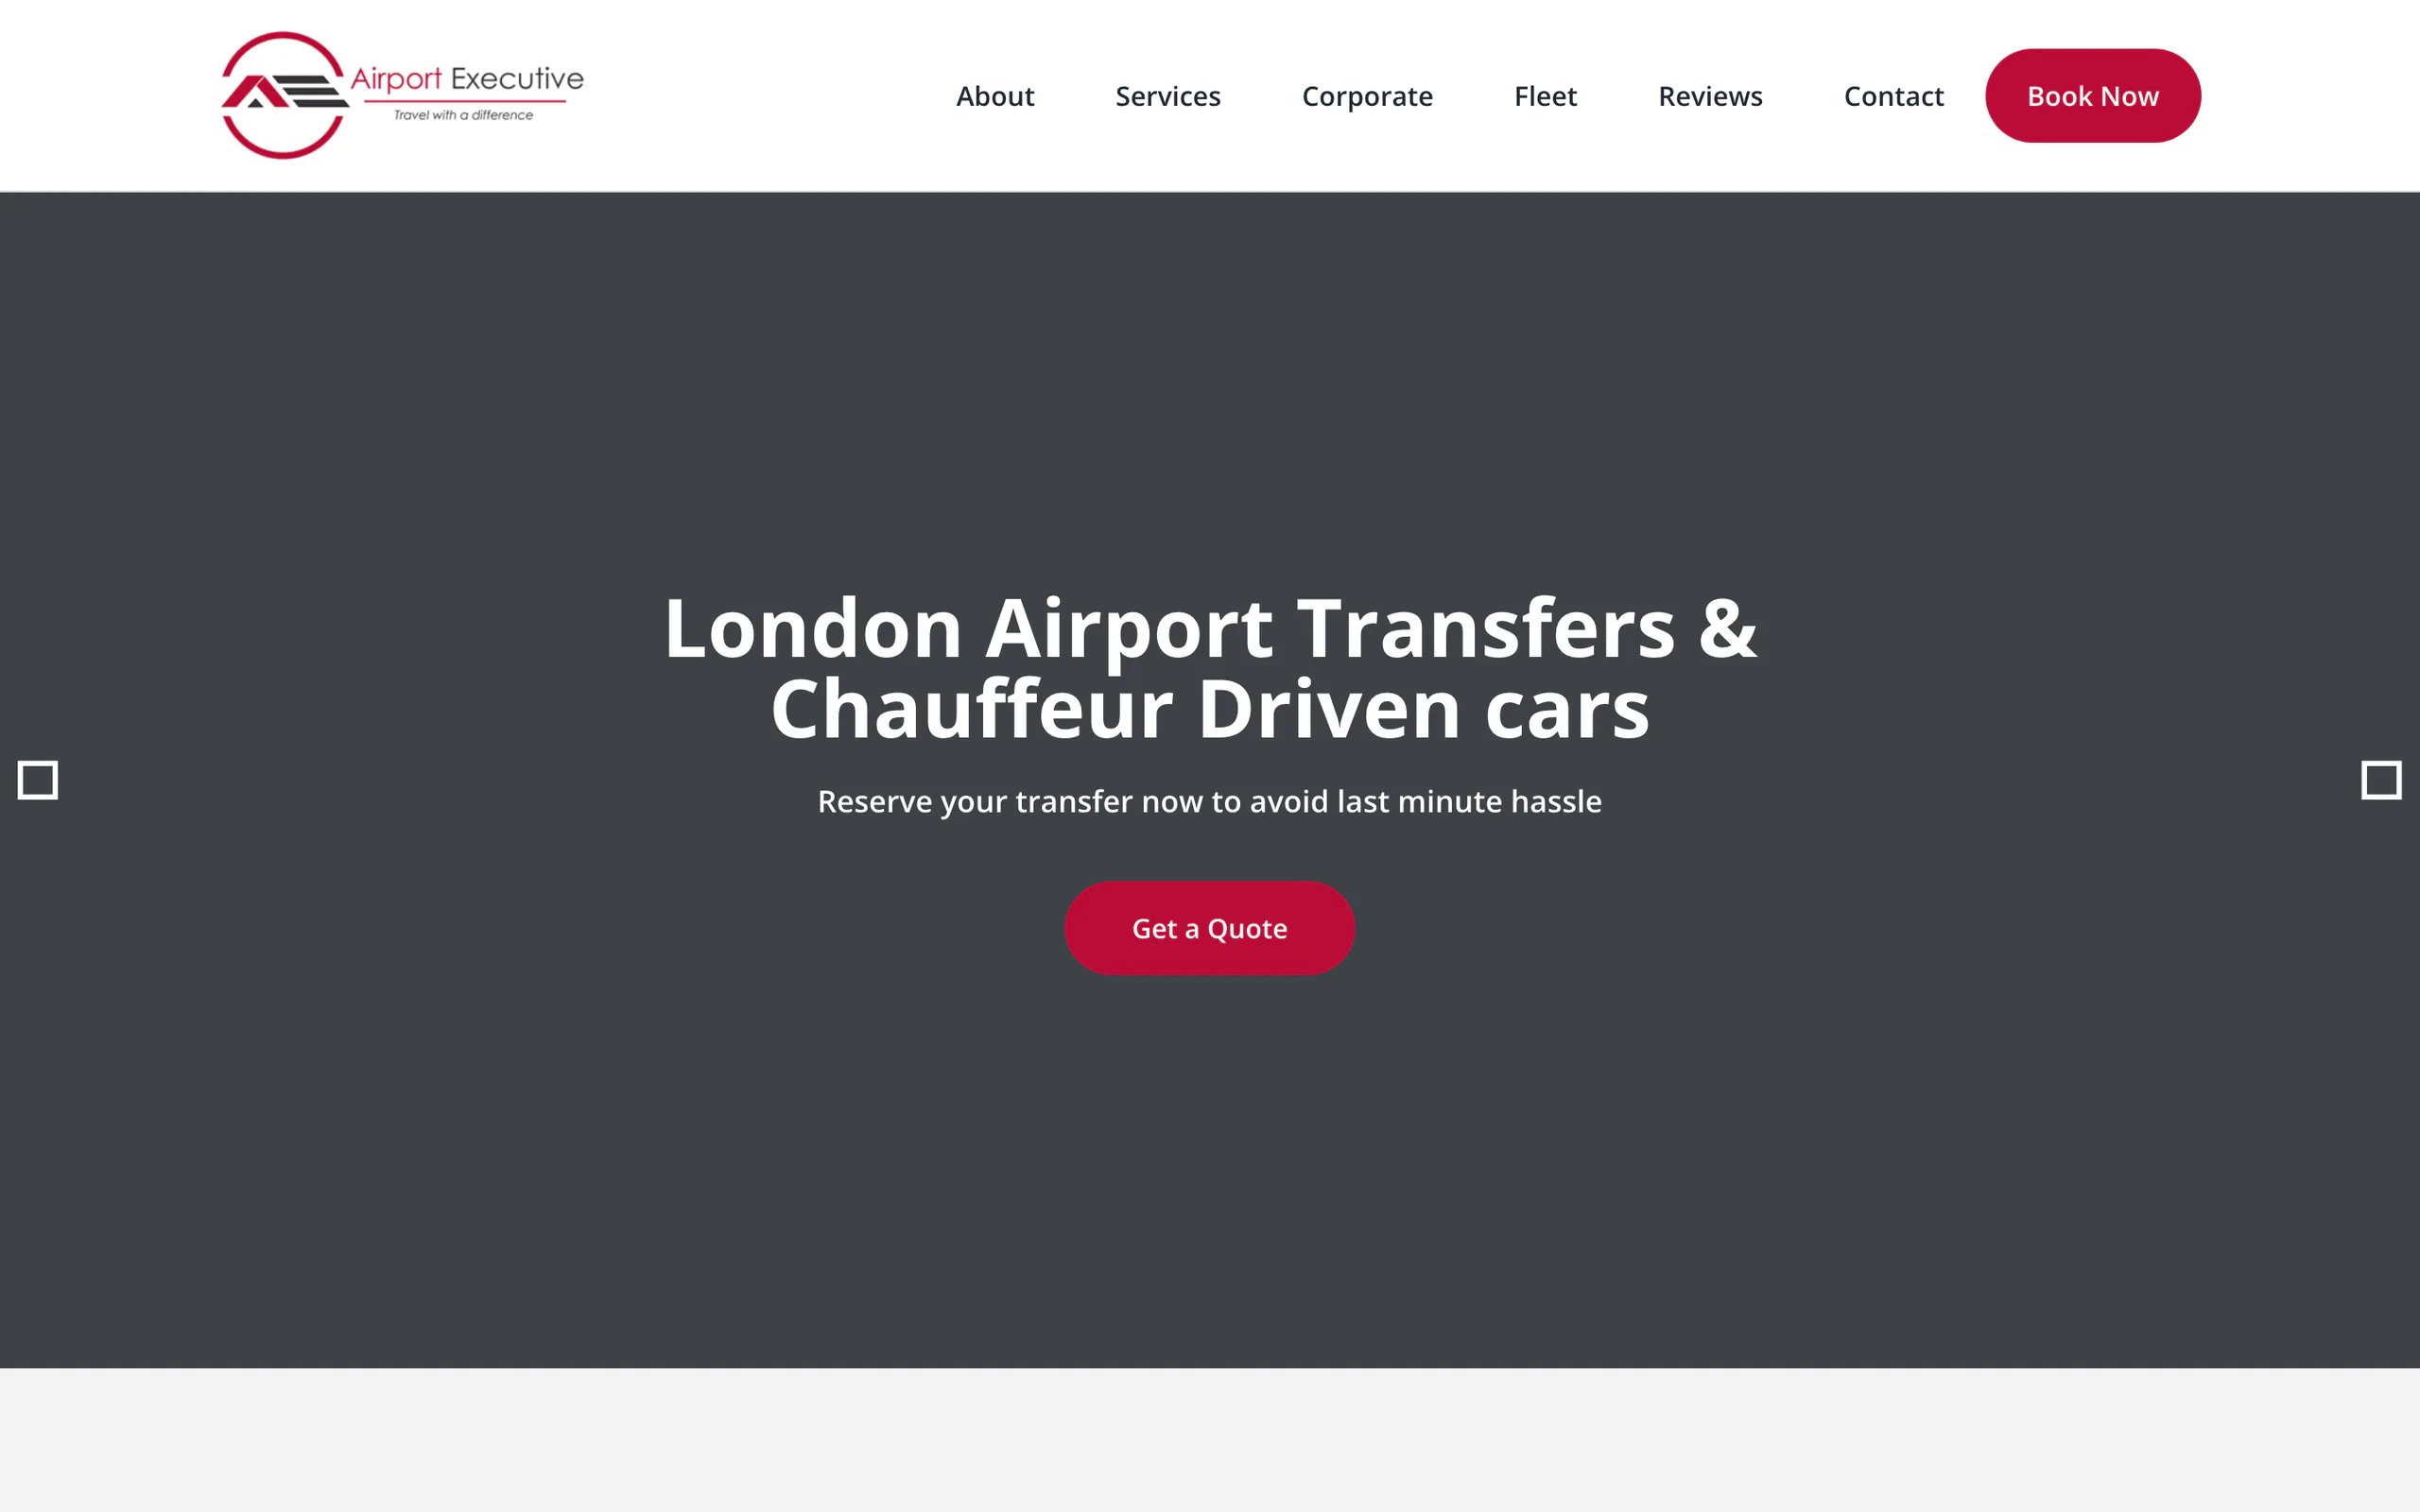 Airport Executive
Travel with a difference
About Services Corporate Fleet Reviews Contact Book Now
London Airport Transfers &
Chauffeur Driven cars
Reserve your transfer now to avoid last minute hassle
Get a Quote